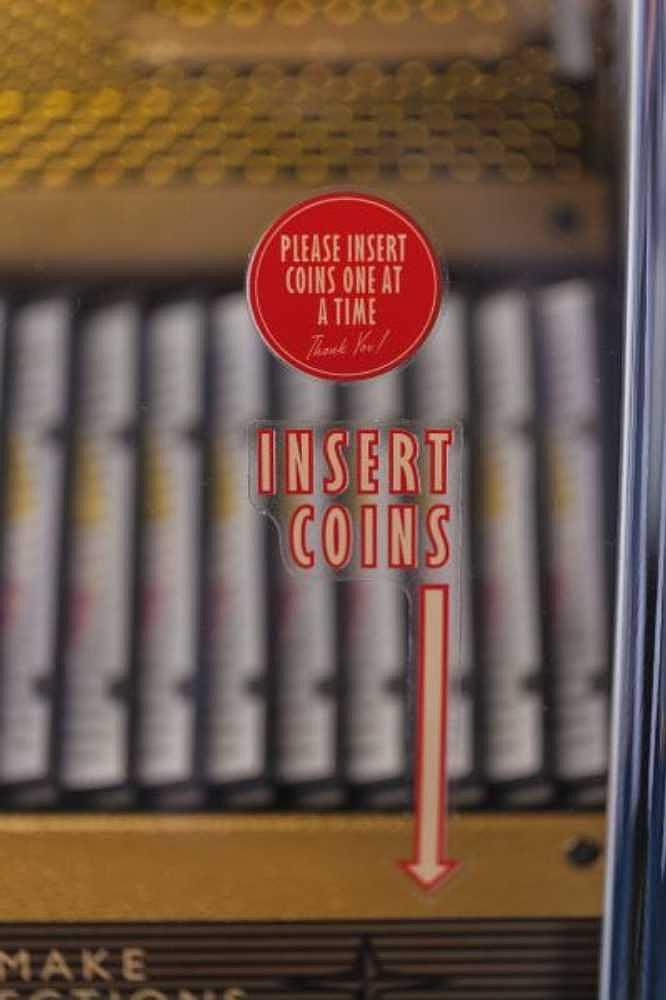 PLEASE INSERT
COINS ONE AT
A TIME
Thank You!
INSERT
COINS
MAKE